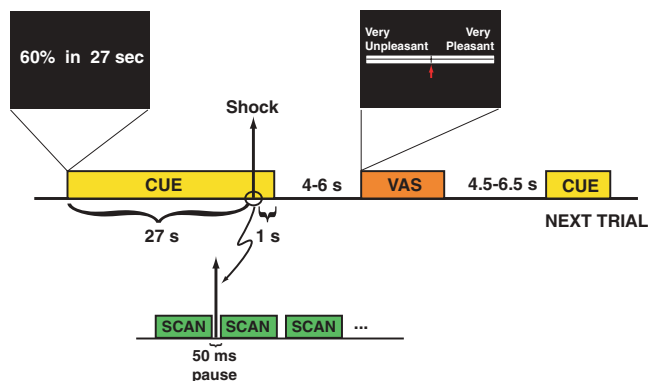 60% in 27 sec
Very Unpleasant
Very Pleasant
Shock
CUE
4-6 s
VAS
4.5-6.5 s
CUE
27 s
1 s
NEXT TRIAL
SCAN
SCAN
SCAN
...
50 ms
pause